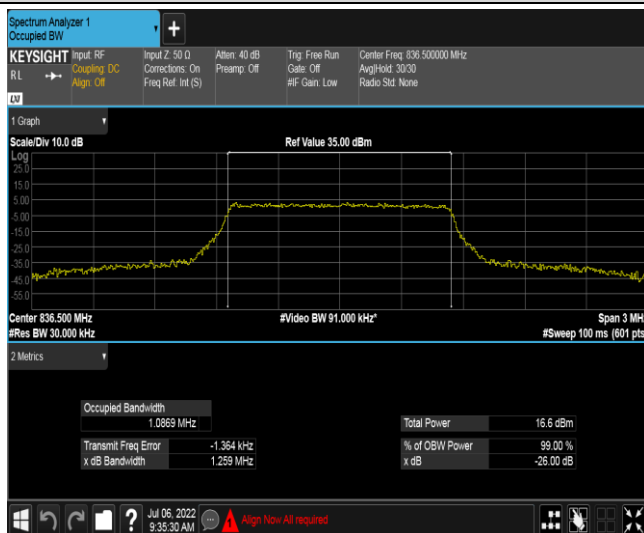 Spectrum Analyzer 1
Occupied BW
KEYSIGHT Input: RF Input Z: 50 Ω Atten: 40 dB Trig: Free Run Center Freq: 836.500000 MHz
RL Coupling: DC Corrections: On Preamp: Off Gate: Off Avg|Hold: 30/30
Align: Off Freq Ref: Int (S) #IF Gain: Low Radio Std: None
LXI
1 Graph
Scale/Div 10.0 dB Ref Value 35.00 dBm
Log
25.0
15.0
5.00
-5.00
-15.0
-25.0
-35.0
-45.0
-55.0
Center 836.500 MHz #Video BW 91.000 kHz* Span 3 MH
#Res BW 30.000 kHz #Sweep 100 ms (601 pts
2 Metrics
Occupied Bandwidth
1.0869 MHz Total Power 16.6 dBm
Transmit Freq Error -1.364 kHz % of OBW Power 99.00 %
x dB Bandwidth 1.259 MHz x dB -26.00 dB
? Jul 06, 2022
9:35:30 AM Align Now All required